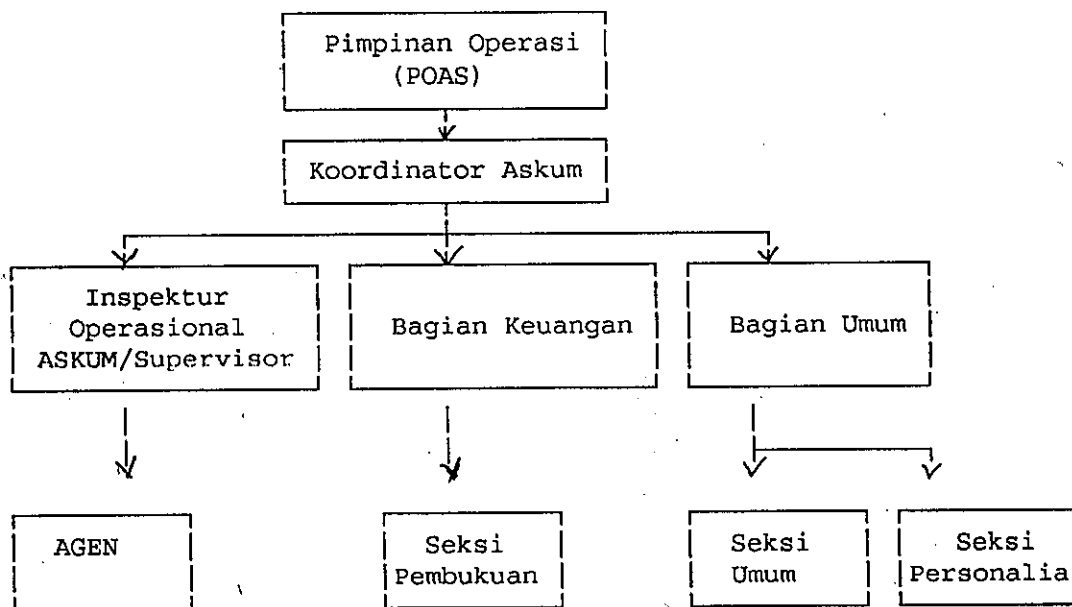 Pimpinan Operasi
(POAS)
Koordinator Askum
Inspektur
Operasional
ASKUM/Supervisor
Bagian Keuangan
Bagian Umum
AGEN
Seksi
Pembukuan
Seksi
Umum
Seksi
Personalia